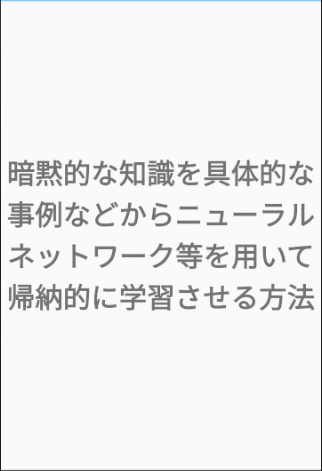 暗黙的な知識を具体的な
事例などからニューラル
ネットワーク等を用いて
帰納的に学習させる方法